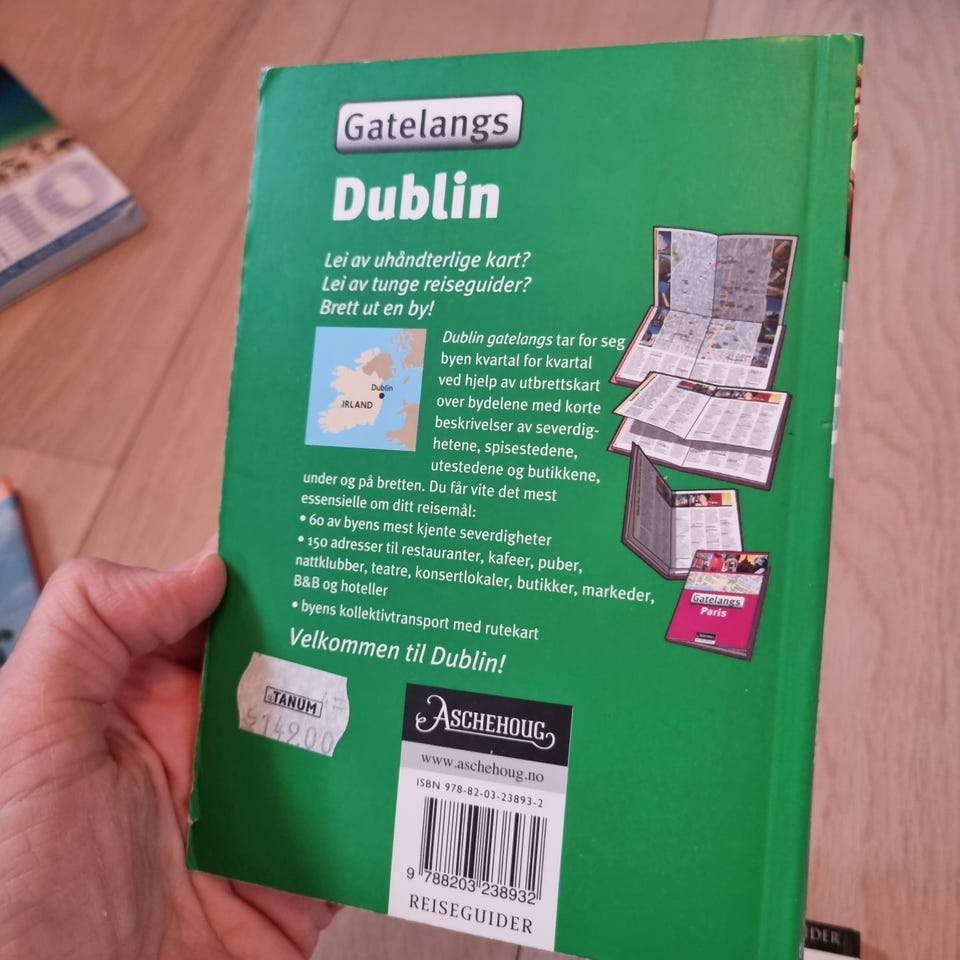 Gatelangs
Dublin
Lei av uhåndterlige kart?
Lei av tunge reiseguider?
Brett ut en by!
Dublin
IRLAND
Dublin gatelangs tar for seg
byen kvartal for kvartal
ved hjelp av utbrettskart
over bydelene med korte
beskrivelser av severdig-
hetene, spisestedene,
utestedene og butikkene,
under og på bretten. Du får vite det mest
essensielle om ditt reisemål:
• 60 av byens mest kjente severdigheter
• 150 adresser til restauranter, kafeer, puber,
nattklubber, teatre, konsertlokaler, butikker, markeder,
B&B og hoteller
• byens kollektivtransport med rutekart
Velkommen til Dublin!
Gatelangs
Paris
TANUM
149.00
ASCHEHOUG
www.aschehoug.no
ISBN 978-82-03-23893-2
9 788203 238932
REISEGUIDER
10
IDER